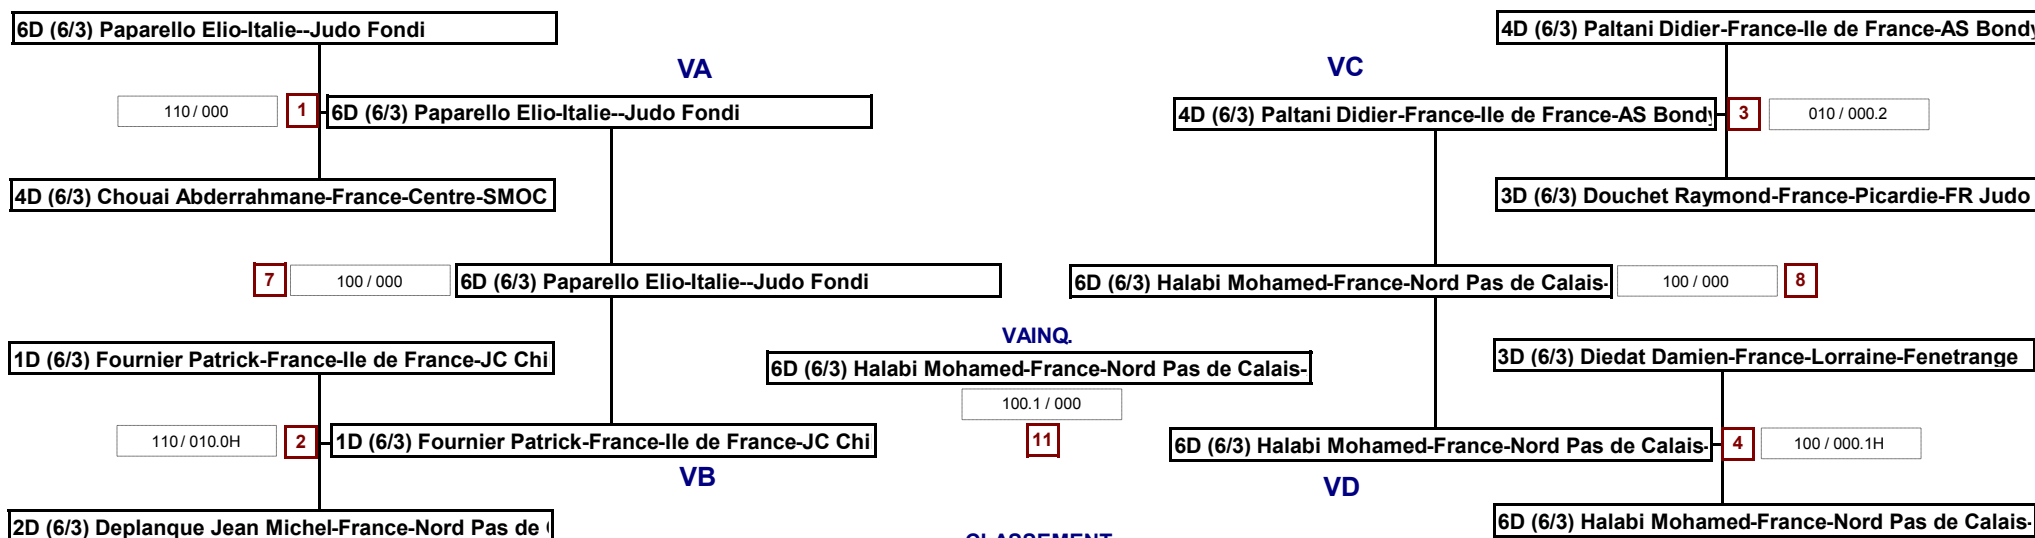 6D (6/3) Paparello Elio-Italie--Judo Fondi
4D (6/3) Paltani Didier-France-Ile de France-AS Bondy
VA
VC
110 / 000
1
6D (6/3) Paparello Elio-Italie--Judo Fondi
4D (6/3) Paltani Didier-France-Ile de France-AS Bondy
3
010 / 000.2
4D (6/3) Chouai Abderrahmane-France-Centre-SMOC
3D (6/3) Douchet Raymond-France-Picardie-FR Judo
7
100 / 000
6D (6/3) Paparello Elio-Italie--Judo Fondi
6D (6/3) Halabi Mohamed-France-Nord Pas de Calais-
100 / 000
8
VAINQ.
1D (6/3) Fournier Patrick-France-Ile de France-JC Chi
6D (6/3) Halabi Mohamed-France-Nord Pas de Calais-
3D (6/3) Diedat Damien-France-Lorraine-Fenetrange
100.1 / 000
110 / 010.0H
2
1D (6/3) Fournier Patrick-France-Ile de France-JC Chi
11
6D (6/3) Halabi Mohamed-France-Nord Pas de Calais-
4
100 / 000.1H
VB
VD
2D (6/3) Deplanque Jean Michel-France-Nord Pas de
6D (6/3) Halabi Mohamed-France-Nord Pas de Calais-
CLASSEMENT